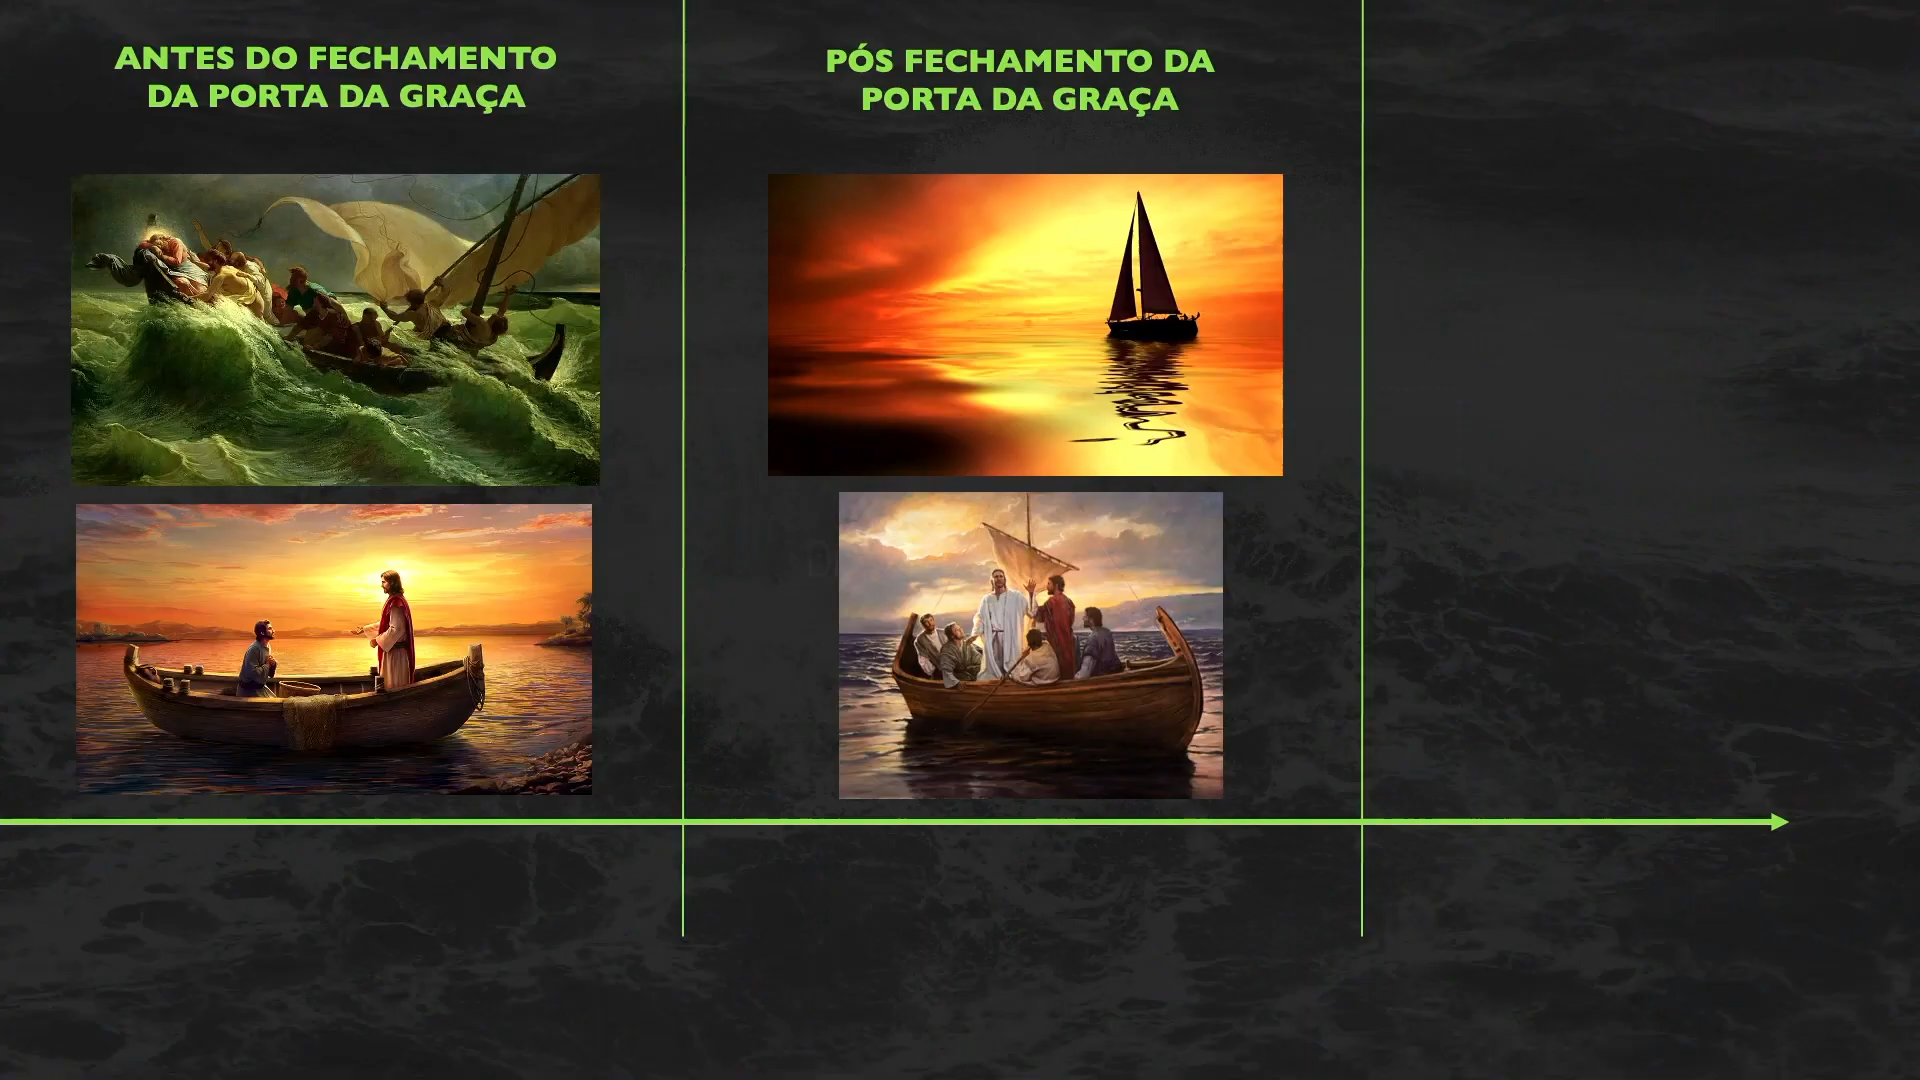 ANTES DO FECHAMENTO
DA PORTA DA GRAÇA
PÓS FECHAMENTO DA
PORTA DA GRAÇA